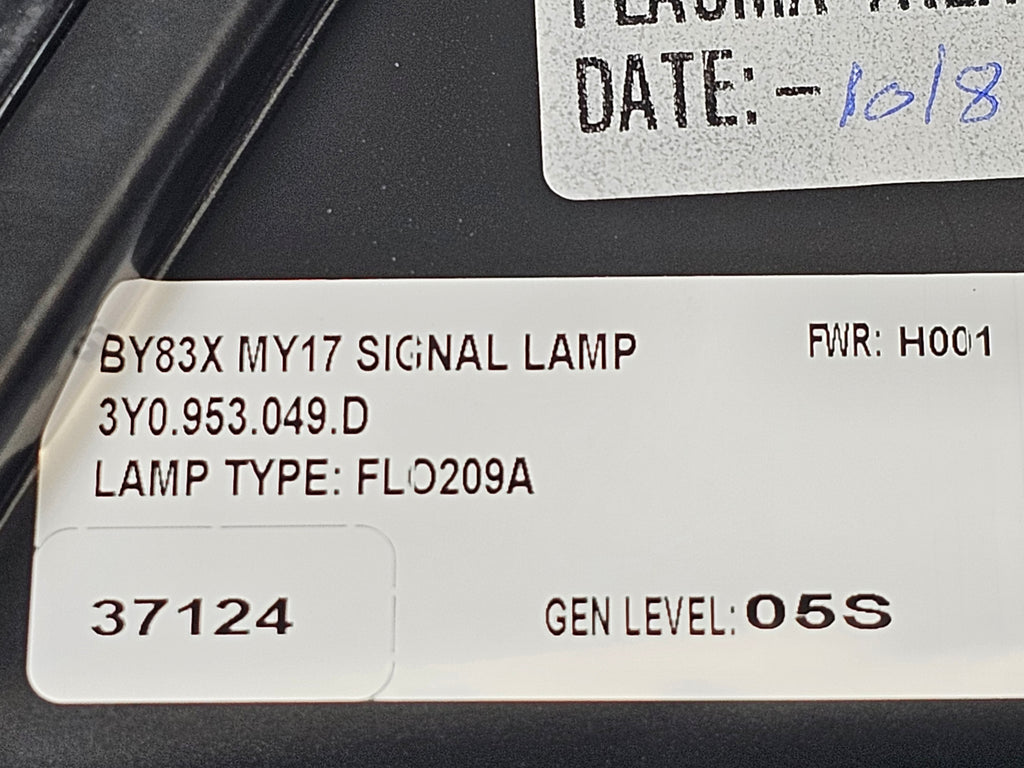 PLASMA
DATE:- 10/8
BY83X MY17 SIGNAL LAMP
FWR: H001
3Y0.953.049.D
LAMP TYPE: FLO209A
37124
GEN LEVEL: 05S